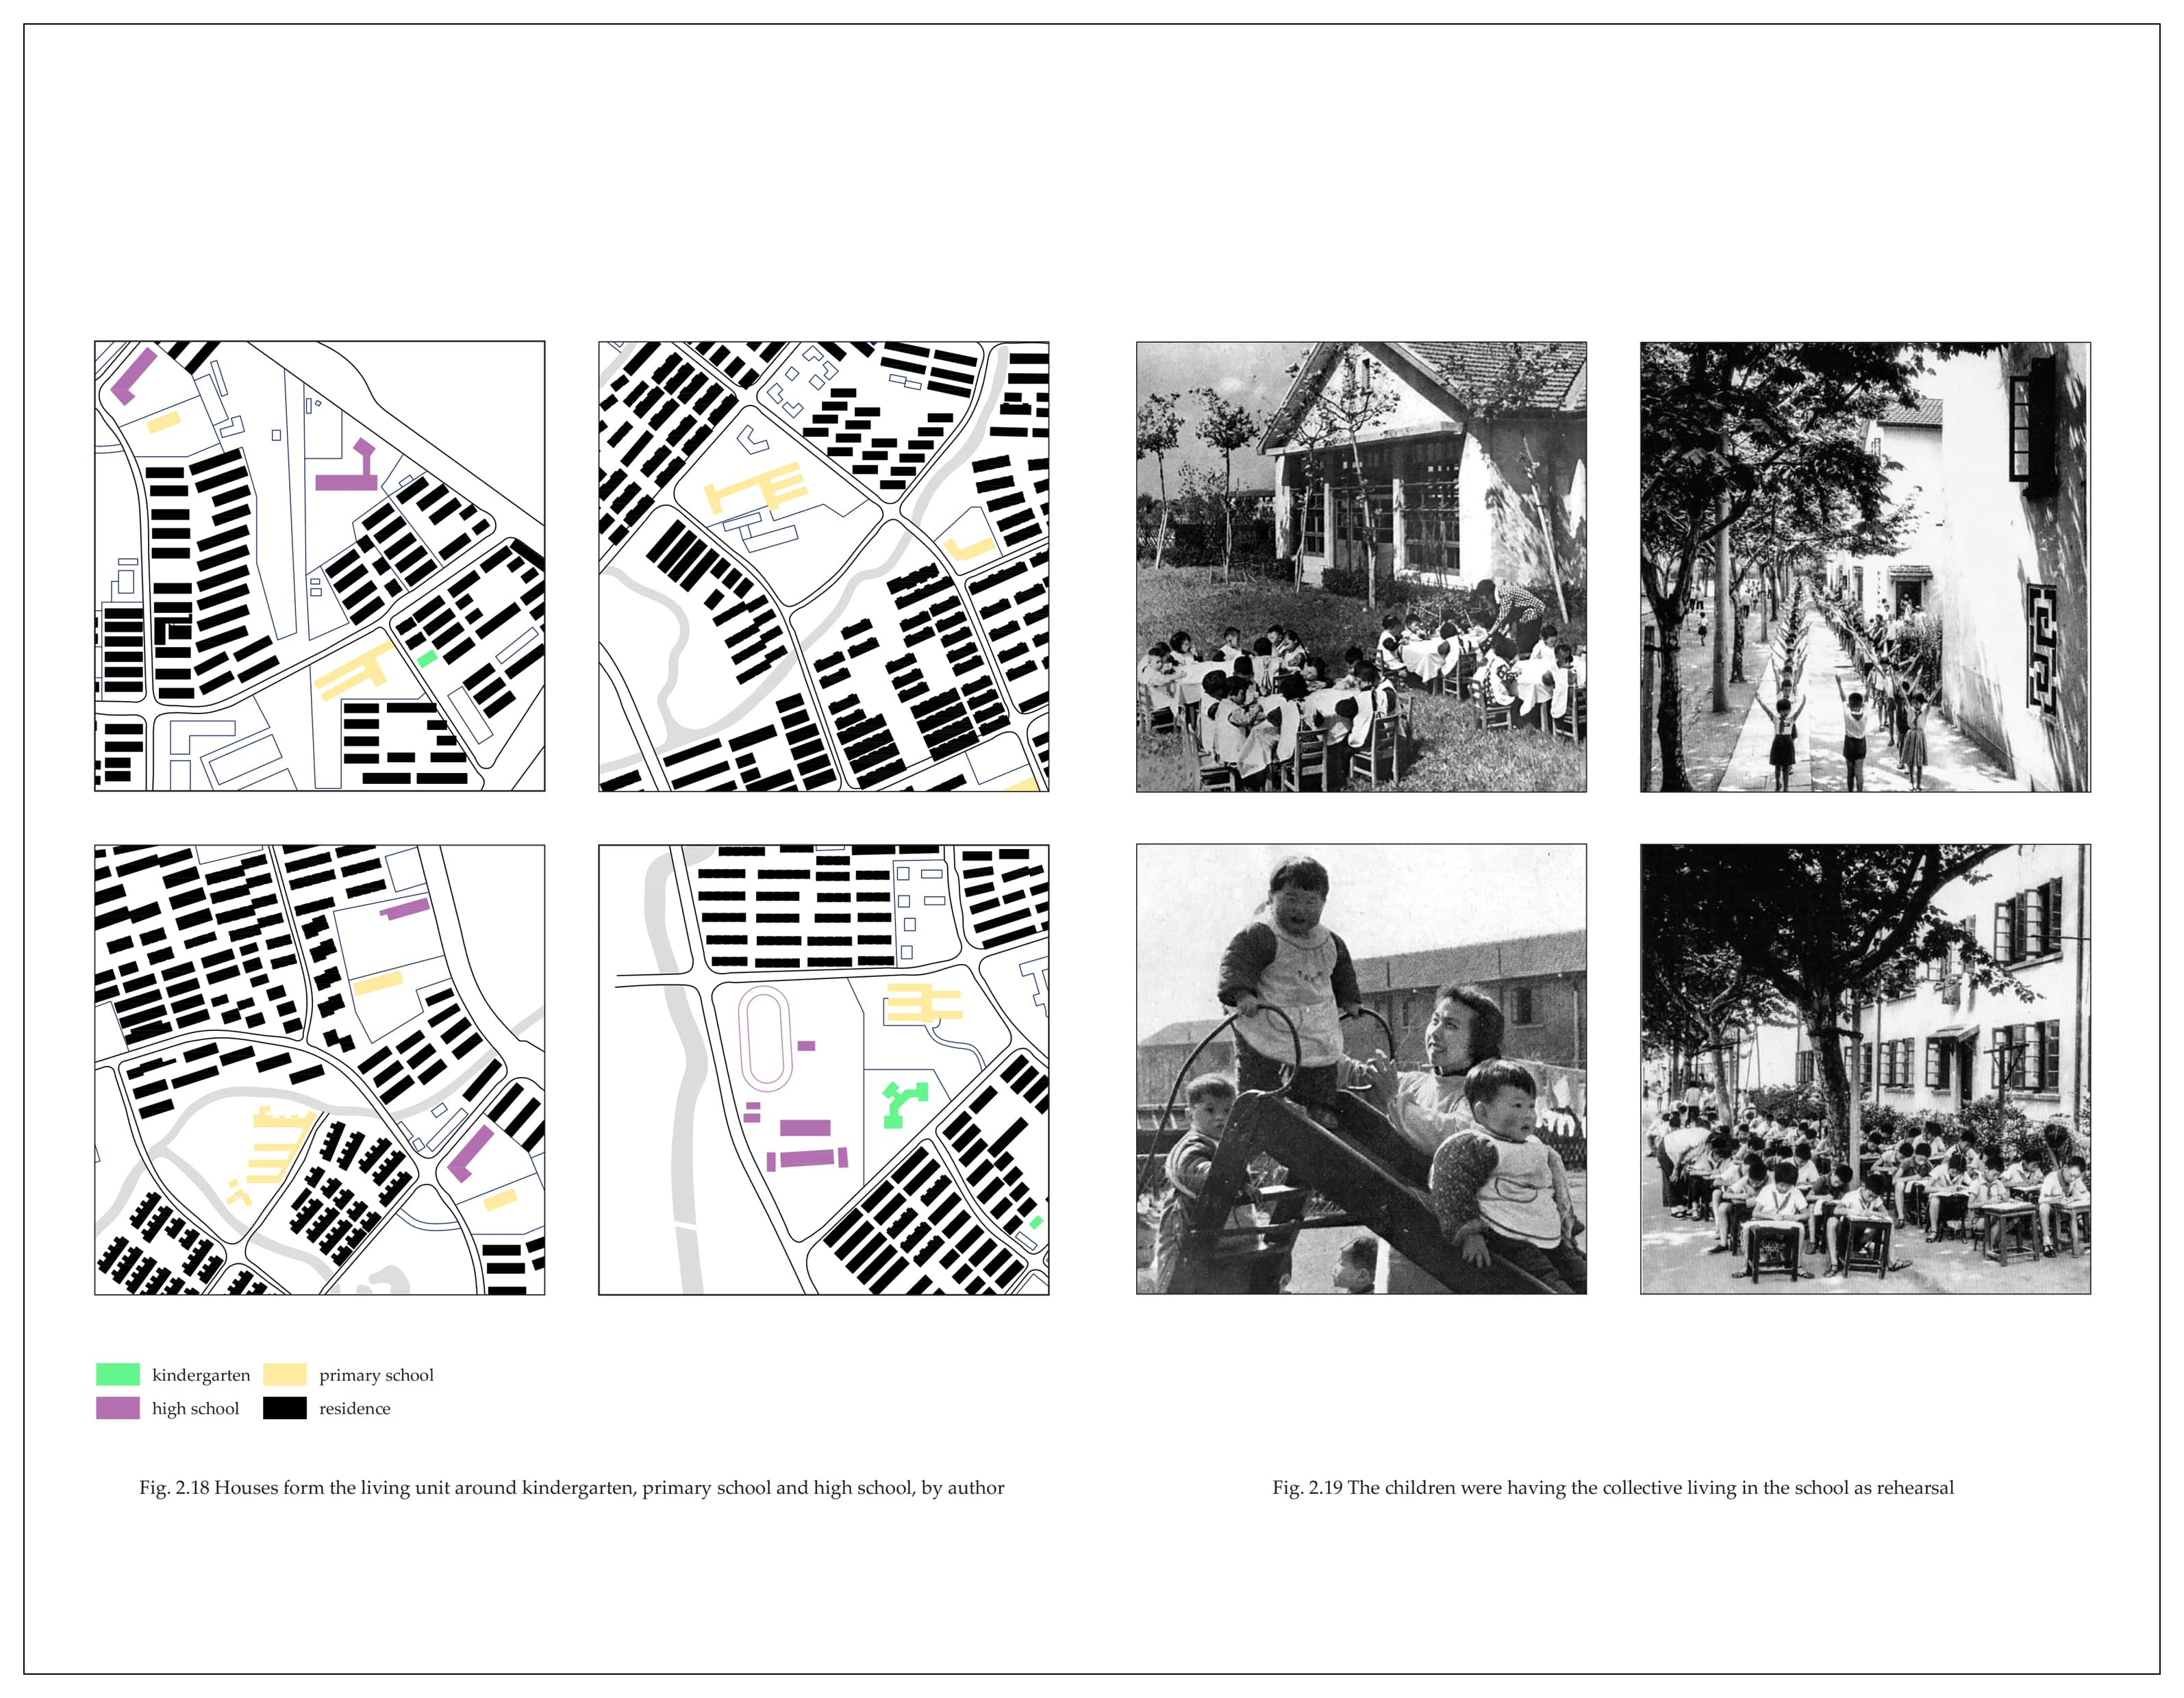 kindergarten
primary school
high school
residence
Fig. 2.18 Houses form the living unit around kindergarten, primary school and high school, by author
Fig. 2.19 The children were having the collective living in the school as rehearsal